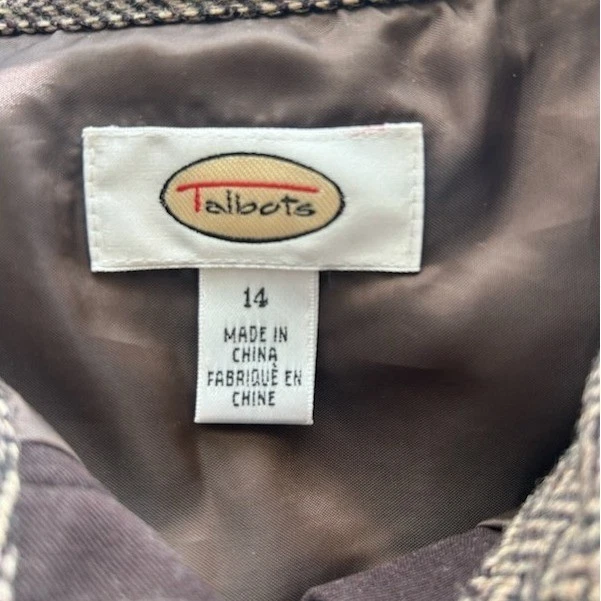 Talbots
14
MADE IN
CHINA
FABRIQUÈ EN
CHINE